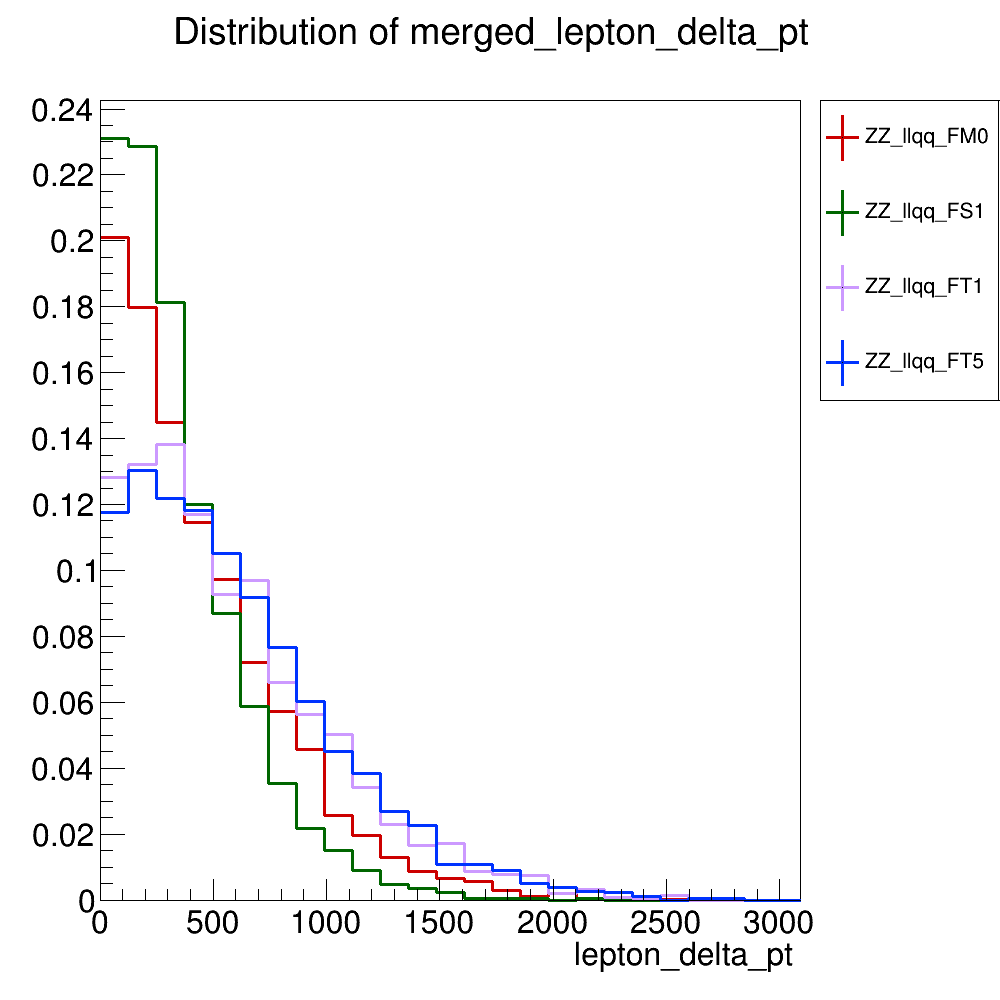 Distribution of merged_lepton_delta_pt
0.24
0.22
0.2
0.18
0.16
0.14
0.12
0.1
0.08
0.06
0.04
0.02
0
0 500 1000 1500 2000 2500 3000
lepton_delta_pt
ZZ_llqq_FM0
ZZ_llqq_FS1
ZZ_llqq_FT1
ZZ_llqq_FT5